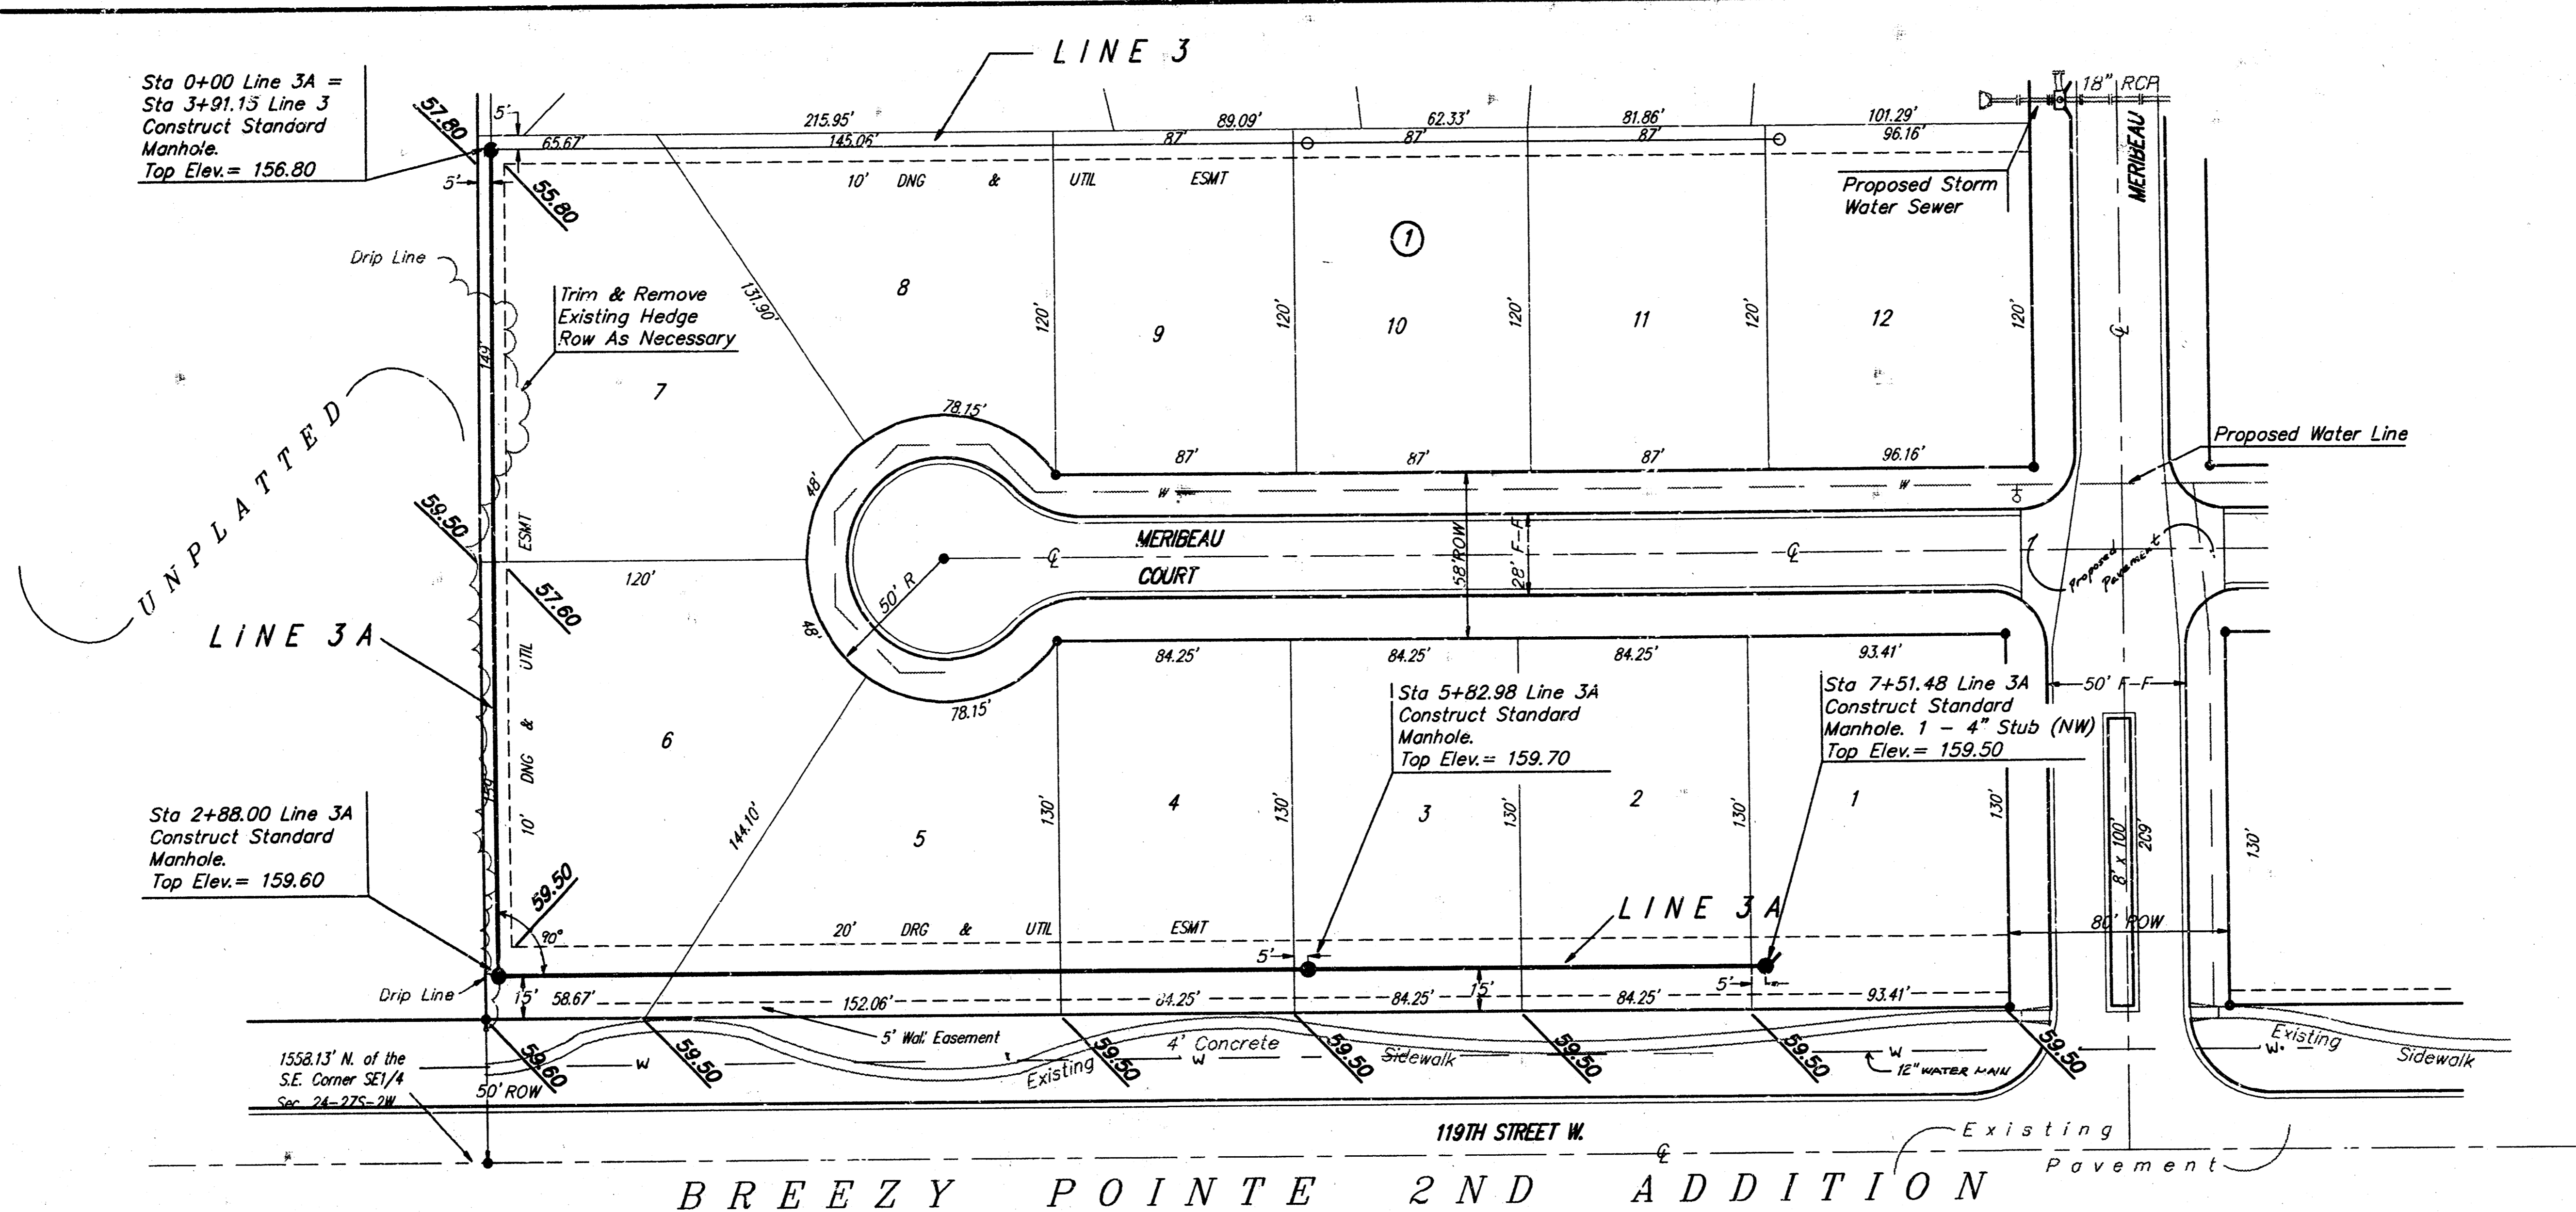 LINE 3
Sta 0+00 Line 3A =
Sta 3+91.15 Line 3
Construct Standard
Manhole.
Top Elev.= 156.80
57.80
5'
215.95'
89.09'
62.33'
81.86'
101.29'
65.67'
145.06'
87'
87'
87'
96.16'
18" RCP
MERIBEAU
5'
55.80
10' DNG & UTIL ESMT
Proposed Storm
Water Sewer
1
Drip Line
Trim & Remove
Existing Hedge
Row As Necessary
149'
131.90'
8
120'
9
120'
10
120'
11
120'
12
120'
℄
7
UNPLATTED
78.15'
87'
87'
87'
96.16'
Proposed Water Line
48'
W
W
59.50
ESMT
MERIBEAU
COURT
℄
58' ROW
28' F-F
℄
Proposed
Pavement
120'
57.60
50' R
48'
LINE 3A
UTIL
84.25'
84.25'
84.25'
93.41'
78.15'
Sta 5+82.98 Line 3A
Construct Standard
Manhole.
Top Elev.= 159.70
Sta 7+51.48 Line 3A
Construct Standard
Manhole. 1 - 4" Stub (NW)
Top Elev.= 159.50
50' F-F
6
&
DNG
10'
Sta 2+88.00 Line 3A
Construct Standard
Manhole.
Top Elev.= 159.60
144.10'
5
130'
4
130'
3
130'
2
130'
1
130'
8' x 100'
209'
130'
59.50
90°
20' DRG & UTIL ESMT
LINE 3A
80' ROW
5'
5'
Drip Line
15'
58.67'
152.06'
84.25'
84.25'
15'
84.25'
93.41'
5' Wall Easement
1558.13' N. of the
S.E. Corner SE1/4
Sec. 24-27S-2W
59.60
50' ROW
W
59.50
Existing
4' Concrete
W
59.50
Sidewalk
59.50
59.50
59.50
W
12" WATER MAIN
59.50
W
Existing
Sidewalk
119TH STREET W.
℄
Existing
Pavement
BREEZY POINTE 2ND ADDITION